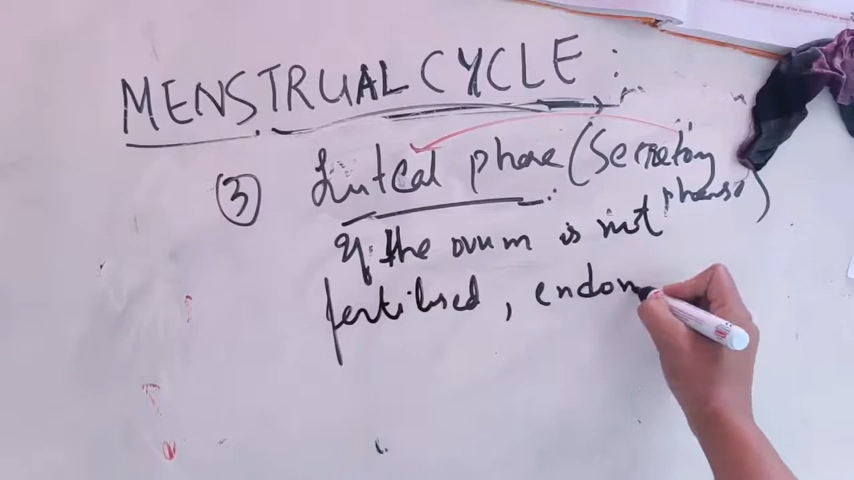 MENSTRUAL CYCLE :
③ Luteal phase (Secretory
phase)
If the ovum is not
fertilised , endom